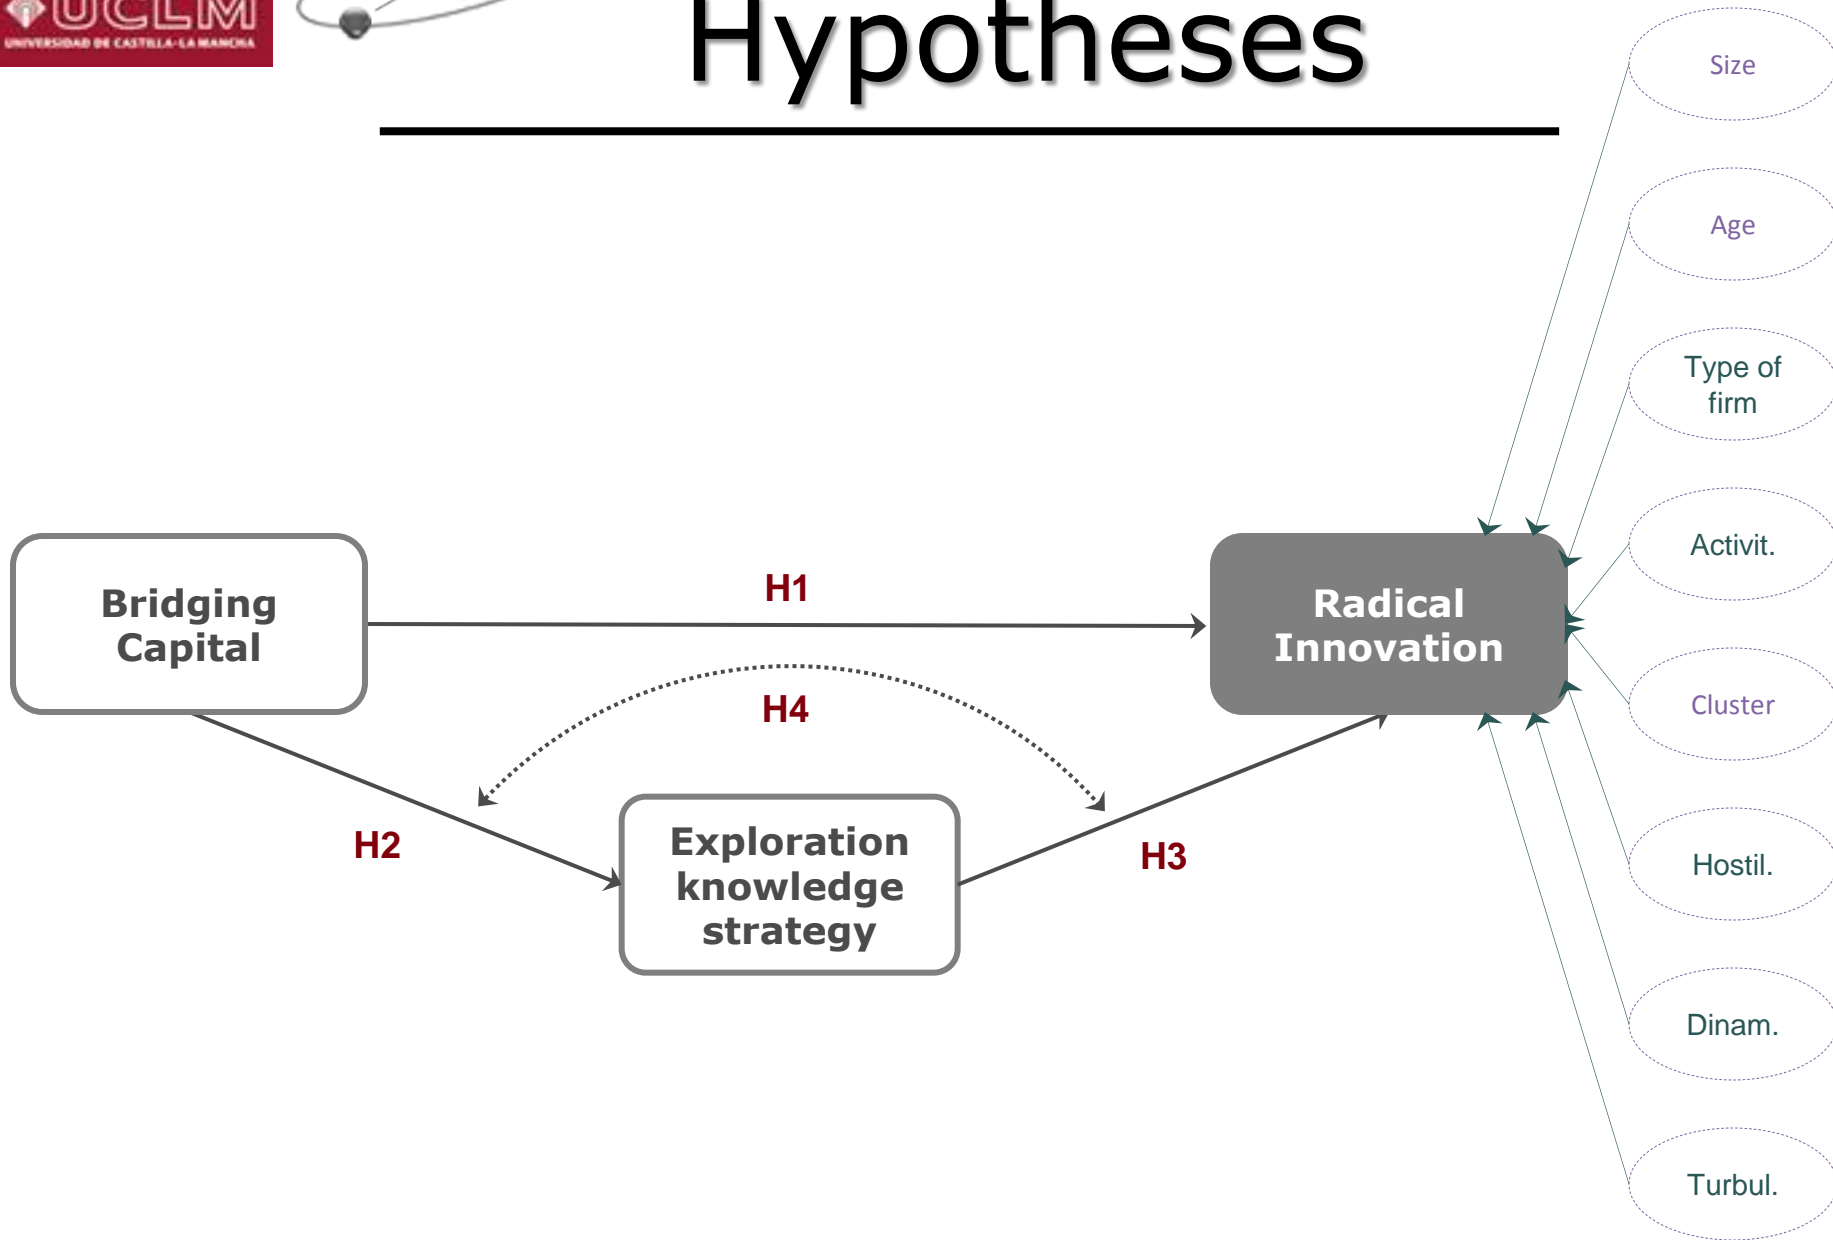 UCLM
UNIVERSIDAD DE CASTILLA-LA MANCHA
Hypotheses
Size
Age
Type of
firm
Activit.
Cluster
Hostil.
Dinam.
Turbul.
Bridging
Capital
H1
Radical
Innovation
H4
H2
Exploration
knowledge
strategy
H3